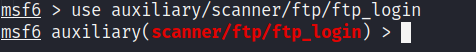 msf6 > use auxiliary/scanner/ftp/ftp_login
msf6 auxiliary(scanner/ftp/ftp_login) >